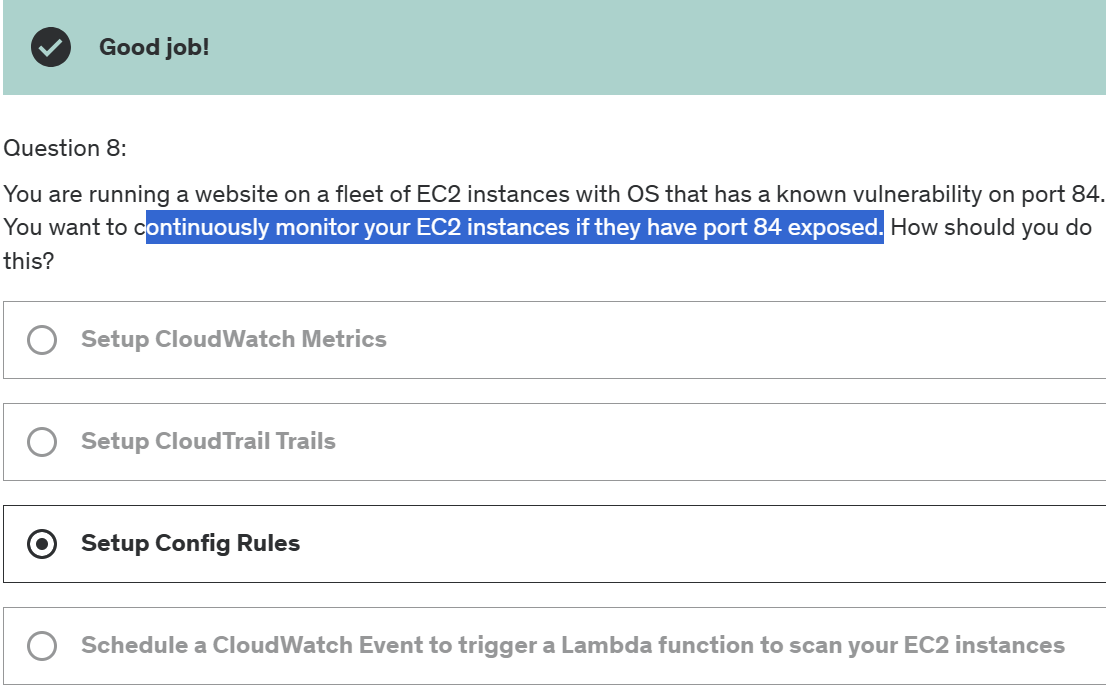 Good job!
Question 8:
You are running a website on a fleet of EC2 instances with OS that has a known vulnerability on port 84.
You want to continuously monitor your EC2 instances if they have port 84 exposed. How should you do
this?
Setup CloudWatch Metrics
Setup CloudTrail Trails
Setup Config Rules
Schedule a CloudWatch Event to trigger a Lambda function to scan your EC2 instances